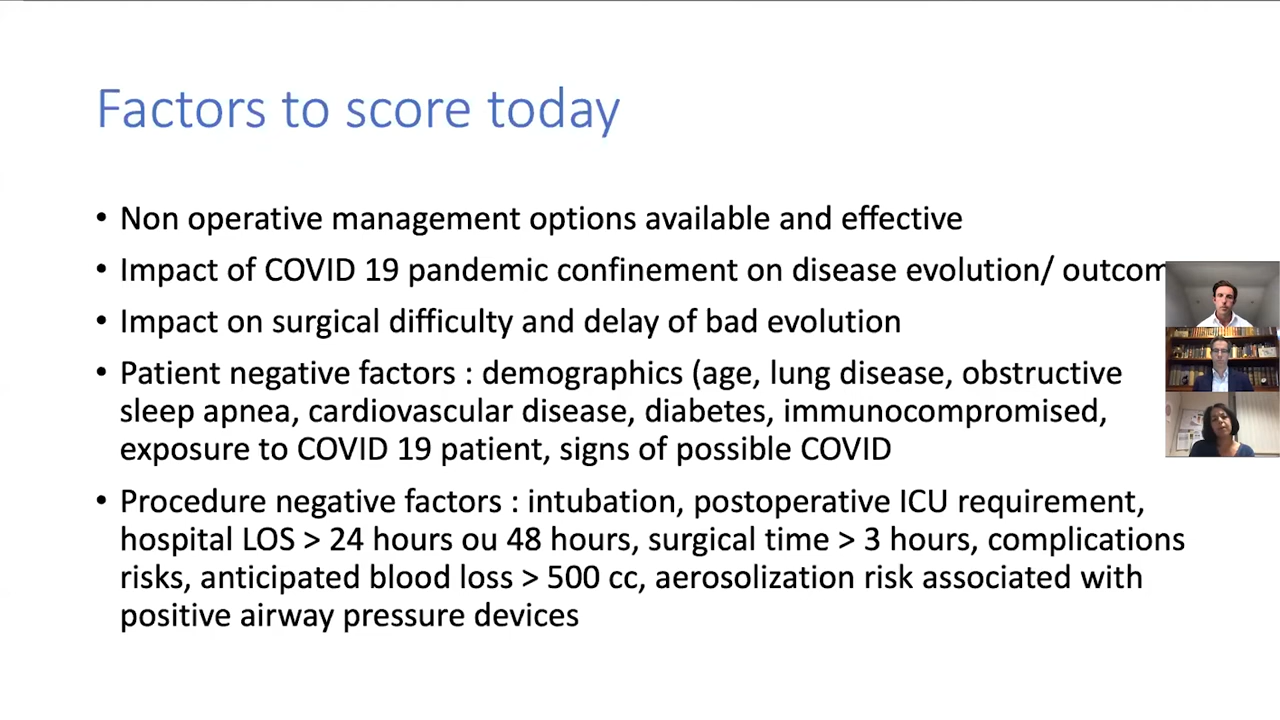 Factors to score today
• Non operative management options available and effective
• Impact of COVID 19 pandemic confinement on disease evolution/ outcom
• Impact on surgical difficulty and delay of bad evolution
• Patient negative factors : demographics (age, lung disease, obstructive
sleep apnea, cardiovascular disease, diabetes, immunocompromised,
exposure to COVID 19 patient, signs of possible COVID
• Procedure negative factors : intubation, postoperative ICU requirement,
hospital LOS > 24 hours ou 48 hours, surgical time > 3 hours, complications
risks, anticipated blood loss > 500 cc, aerosolization risk associated with
positive airway pressure devices